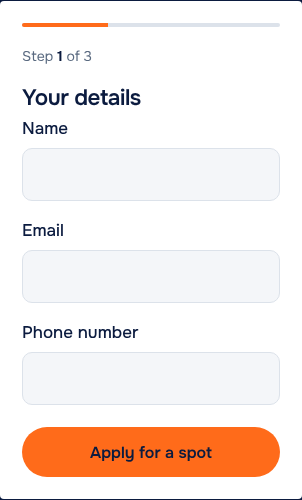 Step 1 of 3
Your details
Name
Email
Phone number
Apply for a spot